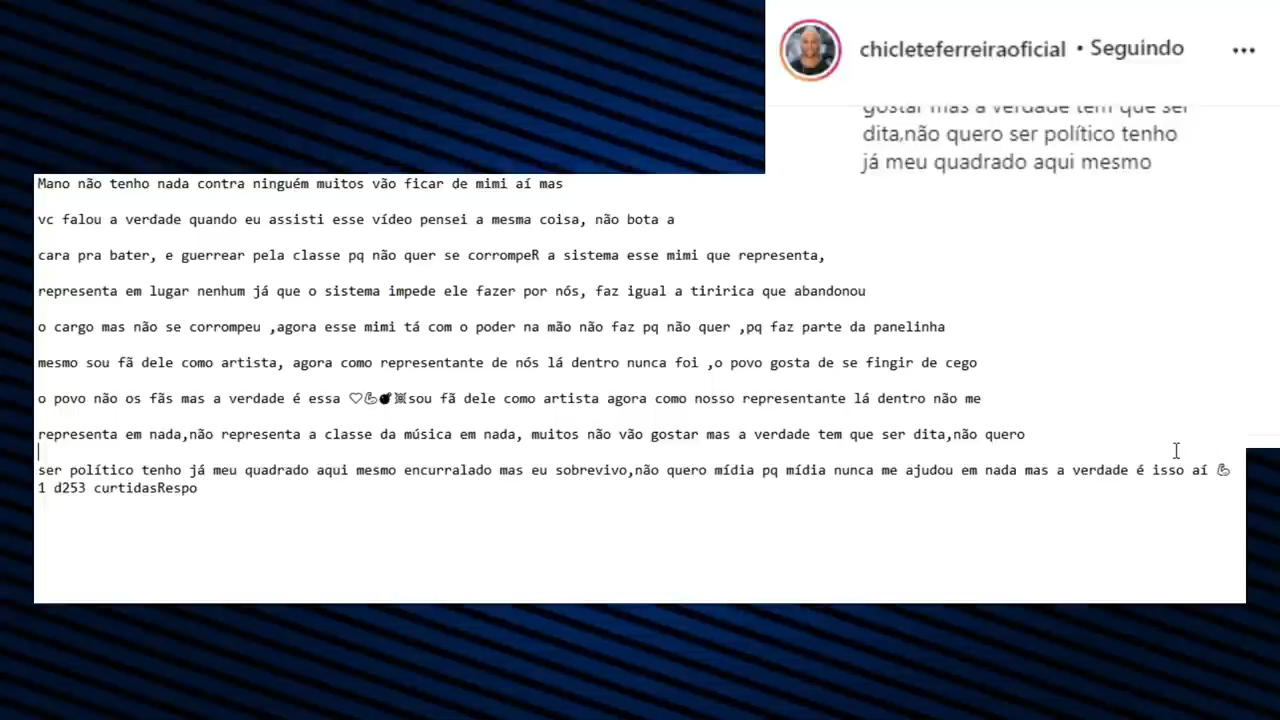 chicleteferreiraoficial • Seguindo ...
gostar mas a verdade tem que ser
dita,não quero ser político tenho
já meu quadrado aqui mesmo
Mano não tenho nada contra ninguém muitos vão ficar de mimi aí mas
vc falou a verdade quando eu assisti esse vídeo pensei a mesma coisa, não bota a
cara pra bater, e guerrear pela classe pq não quer se corrompeR a sistema esse mimi que representa,
representa em lugar nenhum já que o sistema impede ele fazer por nós, faz igual a tiririca que abandonou
o cargo mas não se corrompeu ,agora esse mimi tá com o poder na mão não faz pq não quer ,pq faz parte da panelinha
mesmo sou fã dele como artista, agora como representante de nós lá dentro nunca foi ,o povo gosta de se fingir de cego
o povo não os fãs mas a verdade é essa ♡💪💣☠sou fã dele como artista agora como nosso representante lá dentro não me
representa em nada,não representa a classe da música em nada, muitos não vão gostar mas a verdade tem que ser dita,não quero
ser político tenho já meu quadrado aqui mesmo encurralado mas eu sobrevivo,não quero mídia pq mídia nunca me ajudou em nada mas a verdade é isso aí 💪
1 d253 curtidasRespo